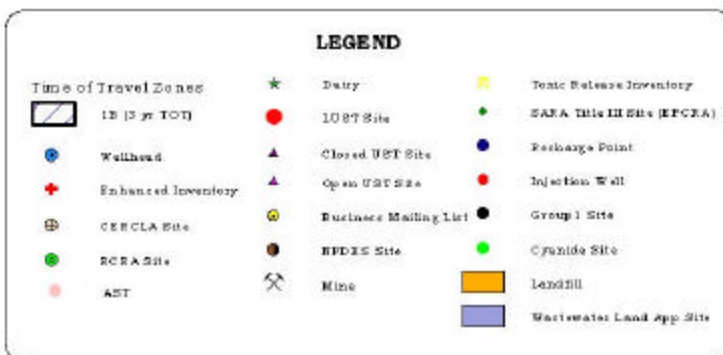 LEGEND
Time of Travel Zones
1B (3 yr TOT)
Wellhead
Enhanced Inventory
CERCLA Site
RCRA Site
AST
Dairy
LUST Site
Closed UST Site
Open UST Site
Business Mailing List
NPDES Site
Mine
Toxic Release Inventory
SARA Title III Site (EPCRA)
Recharge Point
Injection Well
Group 1 Site
Cyanide Site
Landfill
Wastewater Land App Site